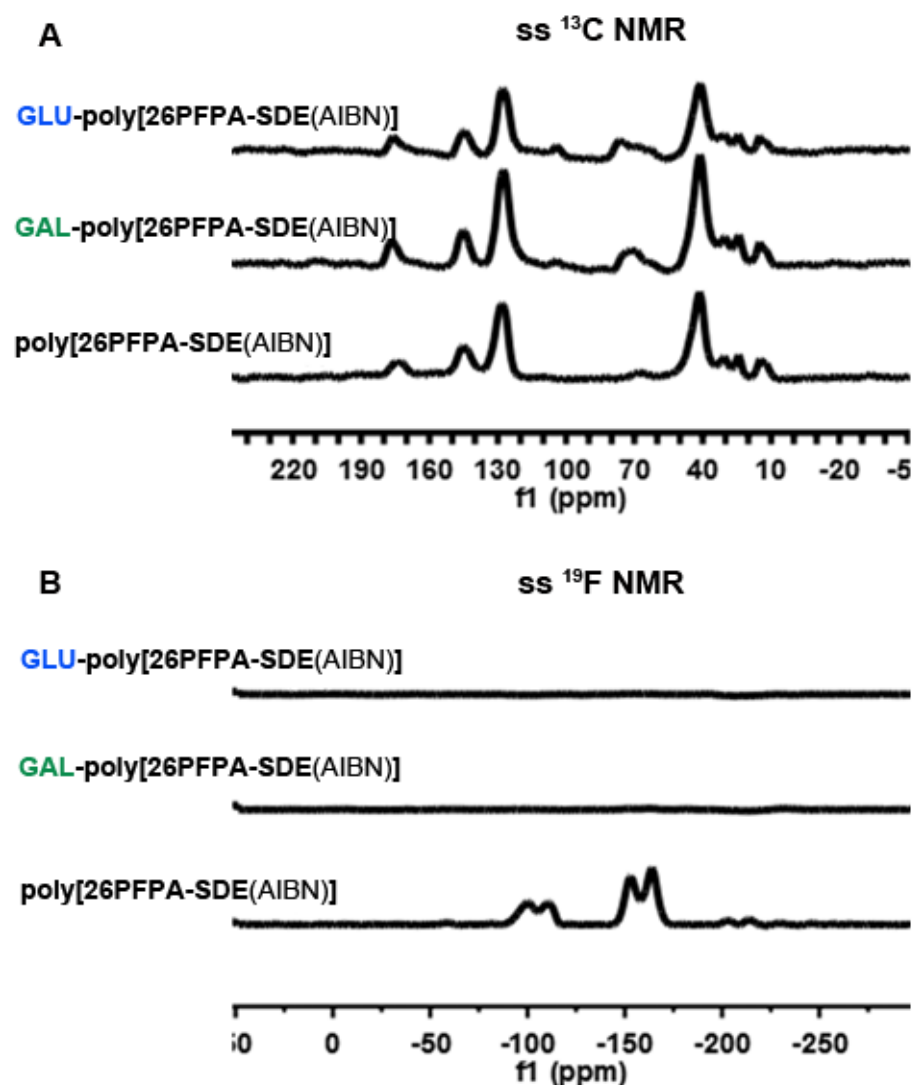 A
ss ¹³C NMR
GLU-poly[26PFPA-SDE(AIBN)]
GAL-poly[26PFPA-SDE(AIBN)]
poly[26PFPA-SDE(AIBN)]
220 190 160 130 100 70 40 10 -20 -5
f1 (ppm)
B
ss ¹⁹F NMR
GLU-poly[26PFPA-SDE(AIBN)]
GAL-poly[26PFPA-SDE(AIBN)]
poly[26PFPA-SDE(AIBN)]
50 0 -50 -100 -150 -200 -250
f1 (ppm)